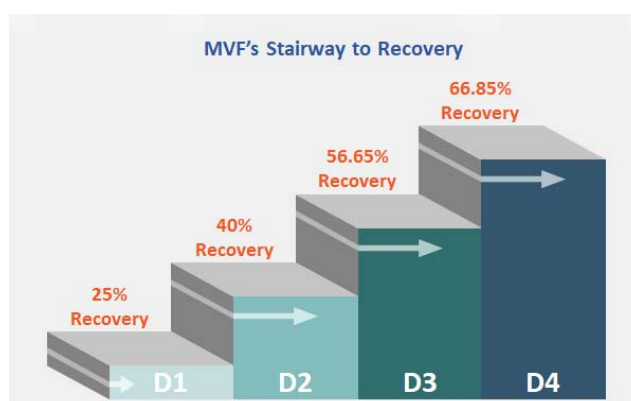 MVF's Stairway to Recovery
66.85%
Recovery
56.65%
Recovery
40%
Recovery
25%
Recovery
D1
D2
D3
D4